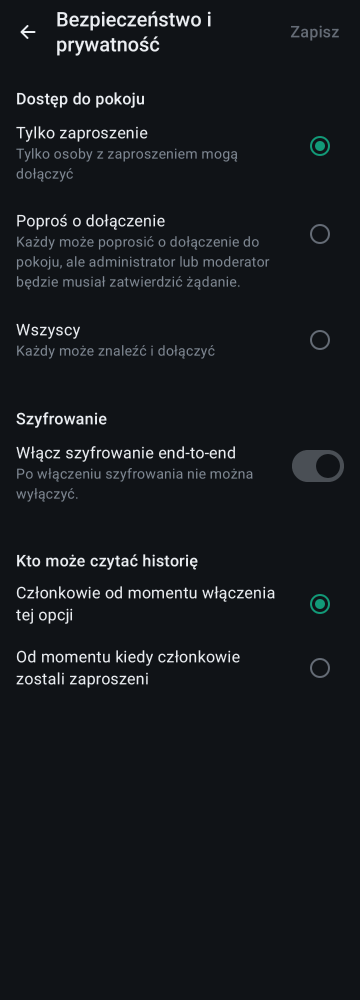 Bezpieczeństwo i
prywatność
Zapisz
Dostęp do pokoju
Tylko zaproszenie
Tylko osoby z zaproszeniem mogą
dołączyć
Poproś o dołączenie
Każdy może poprosić o dołączenie do
pokoju, ale administrator lub moderator
będzie musiał zatwierdzić żądanie.
Wszyscy
Każdy może znaleźć i dołączyć
Szyfrowanie
Włącz szyfrowanie end-to-end
Po włączeniu szyfrowania nie można
wyłączyć.
Kto może czytać historię
Członkowie od momentu włączenia
tej opcji
Od momentu kiedy członkowie
zostali zaproszeni